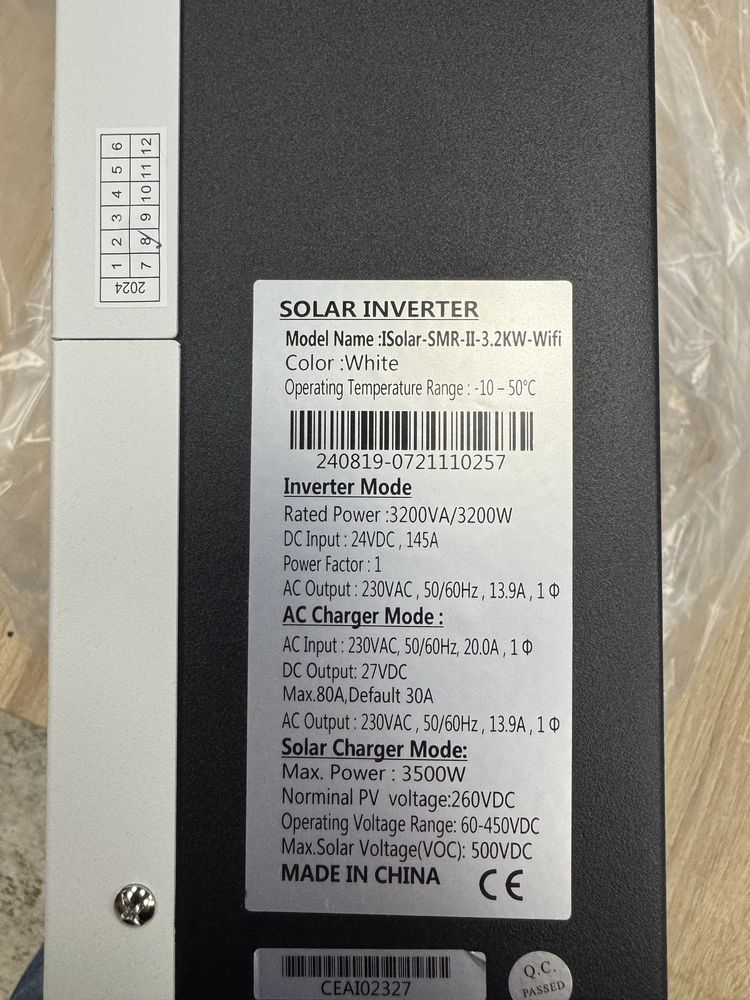 1 2 3 4 5 6
2024
7 8 9 10 11 12
SOLAR INVERTER
Model Name :ISolar-SMR-II-3.2KW-Wifi
Color :White
Operating Temperature Range : -10 – 50°C
240819-0721110257
Inverter Mode
Rated Power :3200VA/3200W
DC Input : 24VDC , 145A
Power Factor : 1
AC Output : 230VAC , 50/60Hz , 13.9A , 1 Φ
AC Charger Mode :
AC Input : 230VAC, 50/60Hz, 20.0A , 1 Φ
DC Output: 27VDC
Max.80A,Default 30A
AC Output : 230VAC , 50/60Hz , 13.9A , 1 Φ
Solar Charger Mode:
Max. Power : 3500W
Norminal PV voltage:260VDC
Operating Voltage Range: 60-450VDC
Max.Solar Voltage(VOC): 500VDC
MADE IN CHINA CE
CEAI02327
Q.C.
PASSED